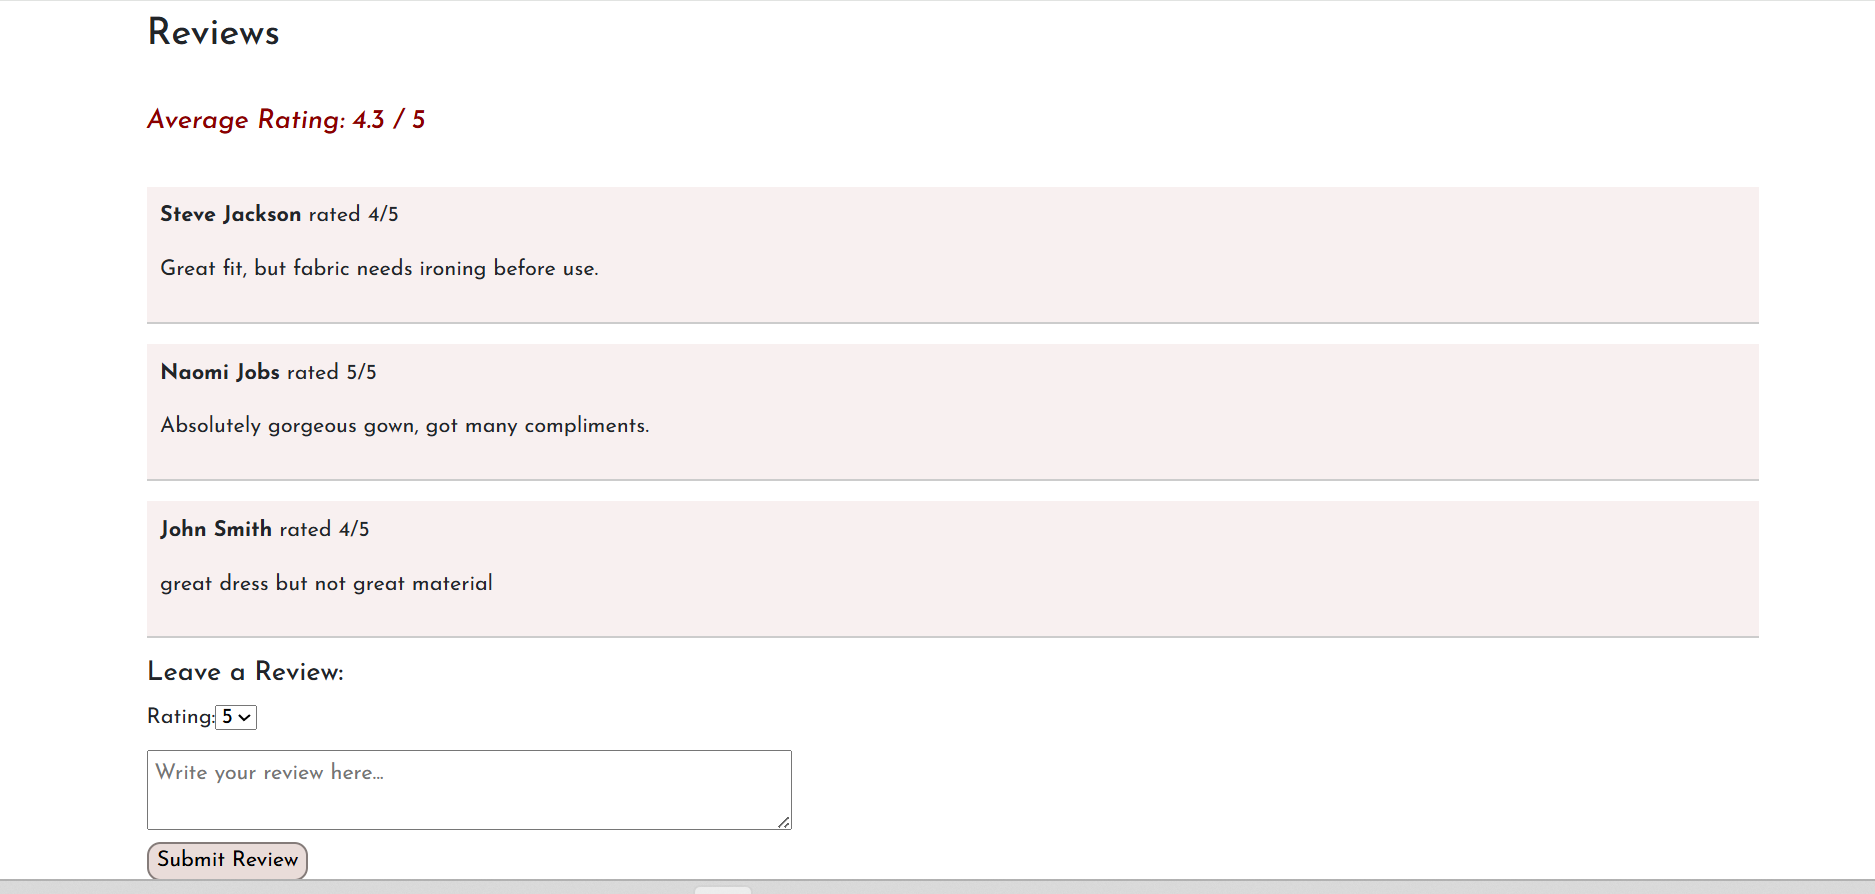 Reviews
Average Rating: 4.3 / 5
Steve Jackson rated 4/5
Great fit, but fabric needs ironing before use.
Naomi Jobs rated 5/5
Absolutely gorgeous gown, got many compliments.
John Smith rated 4/5
great dress but not great material
Leave a Review:
Rating: 5
Write your review here...
Submit Review